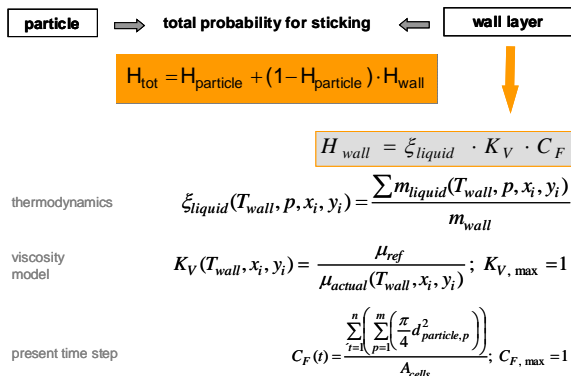 particle total probability for sticking wall layer
H_tot = H_particle + (1 − H_particle) · H_wall
H_wall = ξ_liquid · K_V · C_F
thermodynamics ξ_liquid(T_wall, p, x_i, y_i) = ∑ m_liquid(T_wall, p, x_i, y_i) / m_wall
viscosity
model K_V(T_wall, x_i, y_i) = μ_ref / μ_actual(T_wall, x_i, y_i) ; K_V, max = 1
present time step C_F(t) = ∑_{t=1}^{n} ( ∑_{p=1}^{m} ( π/4 d²_particle,p ) ) / A_cells ; C_F, max = 1